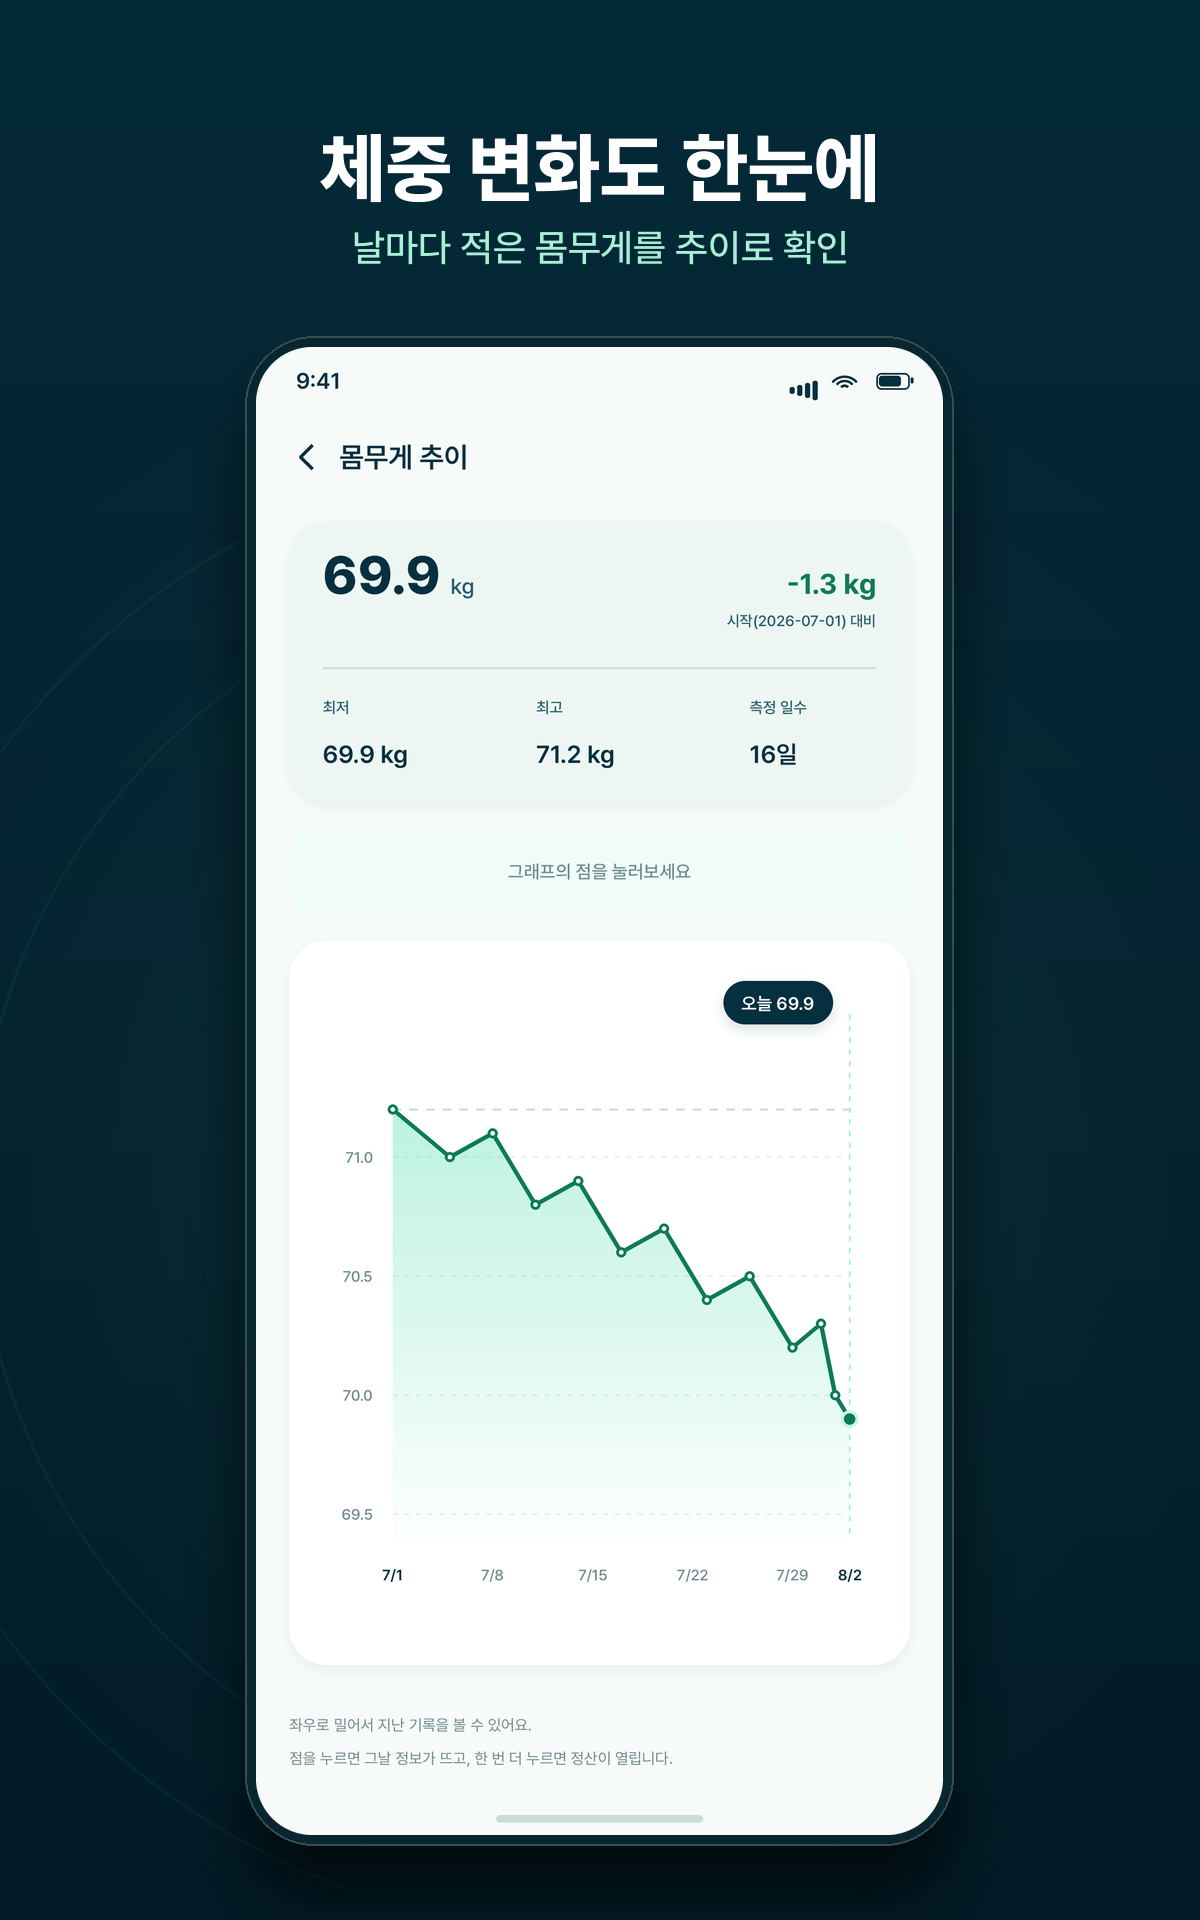 체중 변화도 한눈에
날마다 적은 몸무게를 추이로 확인
9:41
몸무게 추이
69.9 kg
-1.3 kg
시작(2026-07-01) 대비
최저 최고 측정 일수
69.9 kg 71.2 kg 16일
그래프의 점을 눌러보세요
오늘 69.9
71.0
70.5
70.0
69.5
7/1 7/8 7/15 7/22 7/29 8/2
좌우로 밀어서 지난 기록을 볼 수 있어요.
점을 누르면 그날 정보가 뜨고, 한 번 더 누르면 정산이 열립니다.